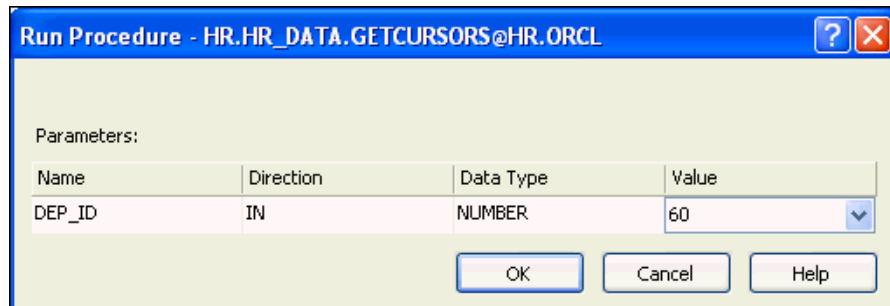 Run Procedure - HR.HR_DATA.GETCURSORS@HR.ORCL
Parameters:
Name Direction Data Type Value
DEP_ID IN NUMBER 60
OK Cancel Help